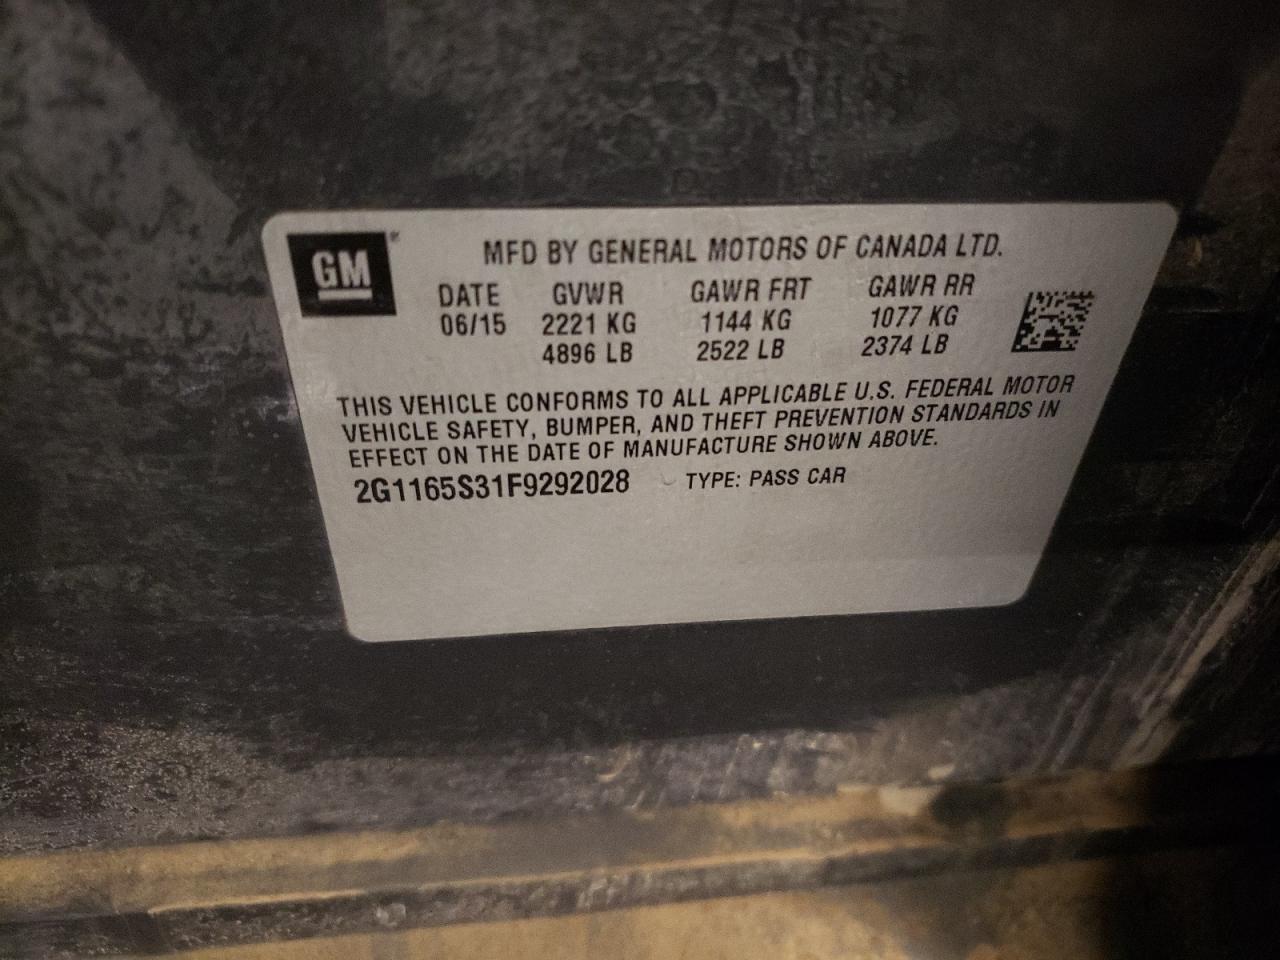 GM
MFD BY GENERAL MOTORS OF CANADA LTD.
DATE GVWR GAWR FRT GAWR RR
06/15 2221 KG 1144 KG 1077 KG
4896 LB 2522 LB 2374 LB
THIS VEHICLE CONFORMS TO ALL APPLICABLE U.S. FEDERAL MOTOR
VEHICLE SAFETY, BUMPER, AND THEFT PREVENTION STANDARDS IN
EFFECT ON THE DATE OF MANUFACTURE SHOWN ABOVE.
2G1165S31F9292028 TYPE: PASS CAR